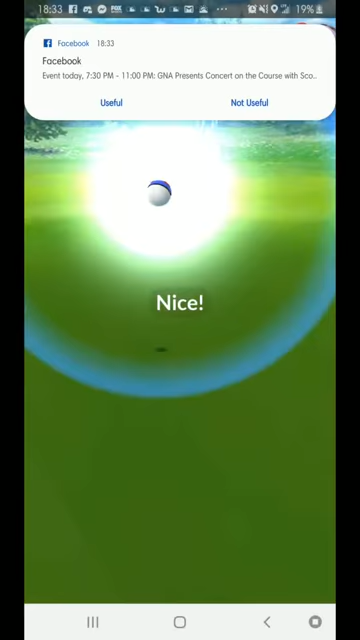 18:33
19%
Facebook 18:33
Facebook
Event today, 7:30 PM - 11:00 PM: GNA Presents Concert on the Course with Sco..
Useful Not Useful
Nice!